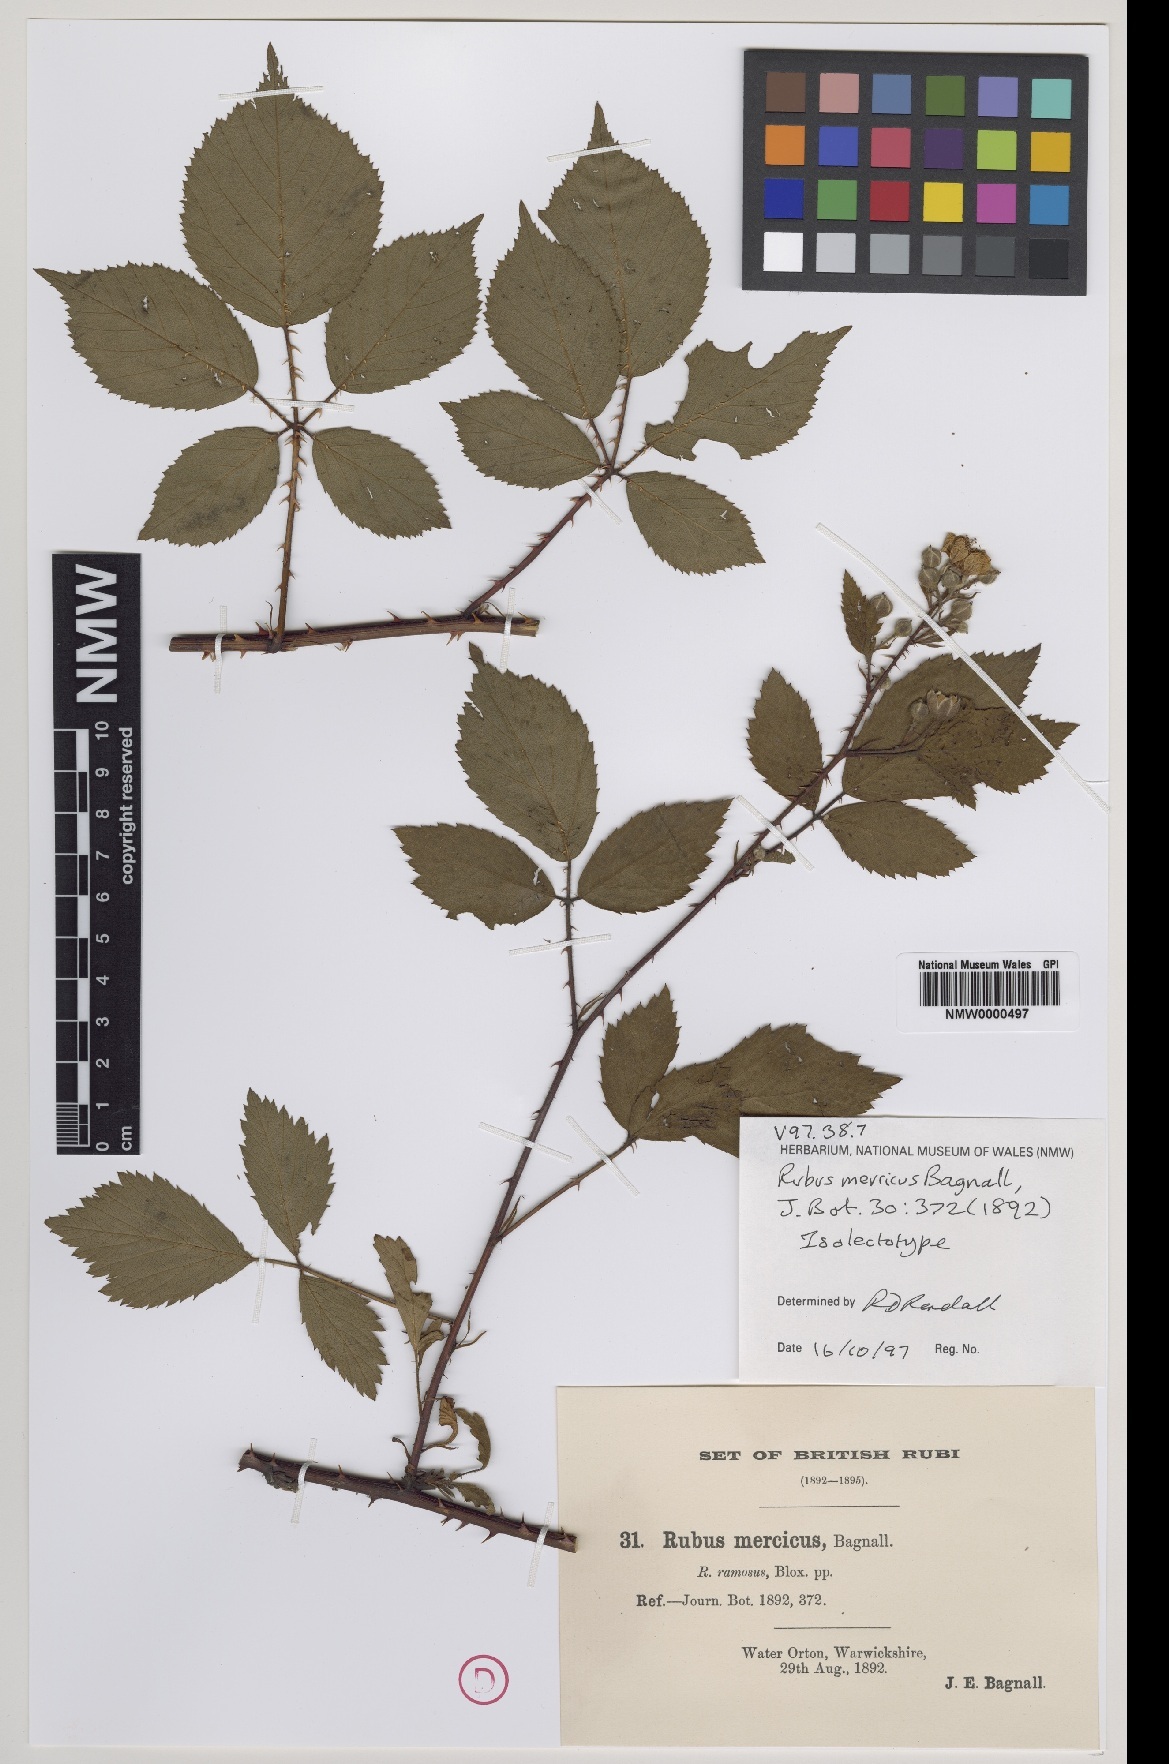 NMW
copyright reserved
10
9
8
7
6
5
4
3
2
1
0
cm
National Museum Wales GPI
NMW0000497
V97.38.7
HERBARIUM, NATIONAL MUSEUM OF WALES (NMW)
Rubus mercicus Bagnall,
J. Bot. 30:372(1892)
Isolectotype
Determined by RD Randall
Date 16/10/97 Reg. No.
SET OF BRITISH RUBI
(1892—1895).
31. Rubus mercicus, Bagnall.
R. ramosus, Blox. pp.
Ref.—Journ. Bot. 1892, 372.
Water Orton, Warwickshire,
29th Aug., 1892.
J. E. Bagnall.
D